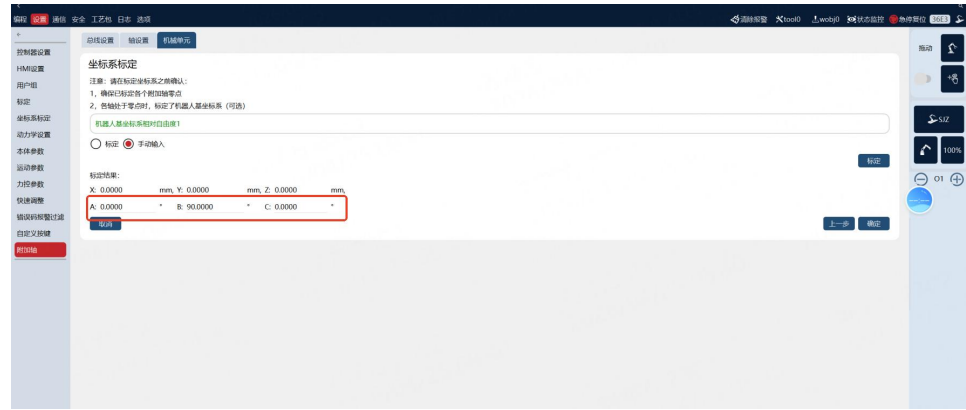 编程 设置 通信 安全 工艺包 日志 选项 清除报警 tool0 wobj0 状态监控 急停复位 36E3
控制器设置
HMI设置
用户组
标定
坐标系标定
动力学设置
本体参数
运动参数
力控参数
快速调整
错误码报警过滤
自定义按键
附加轴
总线设置 轴设置 机械单元
坐标系标定
注意: 请在标定坐标系之前确认:
1, 确保已标定各个附加轴零点
2, 各轴处于零点时, 标定了机器人基坐标系 (可选)
机器人基坐标系相对自由度1
标定 手动输入
标定
标定结果:
X: 0.0000 mm, Y: 0.0000 mm, Z: 0.0000 mm,
A: 0.0000 ° B: 90.0000 ° C: 0.0000 °
取消 上一步 确定
拖动
SJZ
100%
01